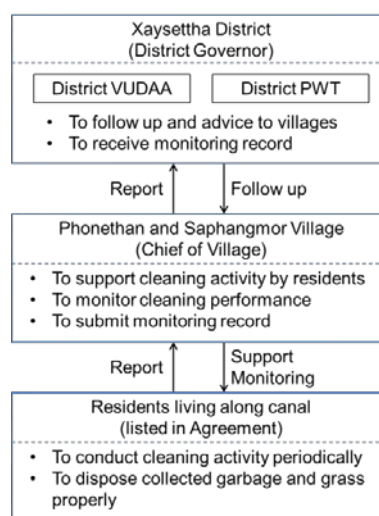 Xaysettha District
(District Governor)
District VUDAA
District PWT
• To follow up and advice to villages
• To receive monitoring record
Report
Follow up
Phonethan and Saphangmor Village
(Chief of Village)
• To support cleaning activity by residents
• To monitor cleaning performance
• To submit monitoring record
Report
Support
Monitoring
Residents living along canal
(listed in Agreement)
• To conduct cleaning activity periodically
• To dispose collected garbage and grass
properly